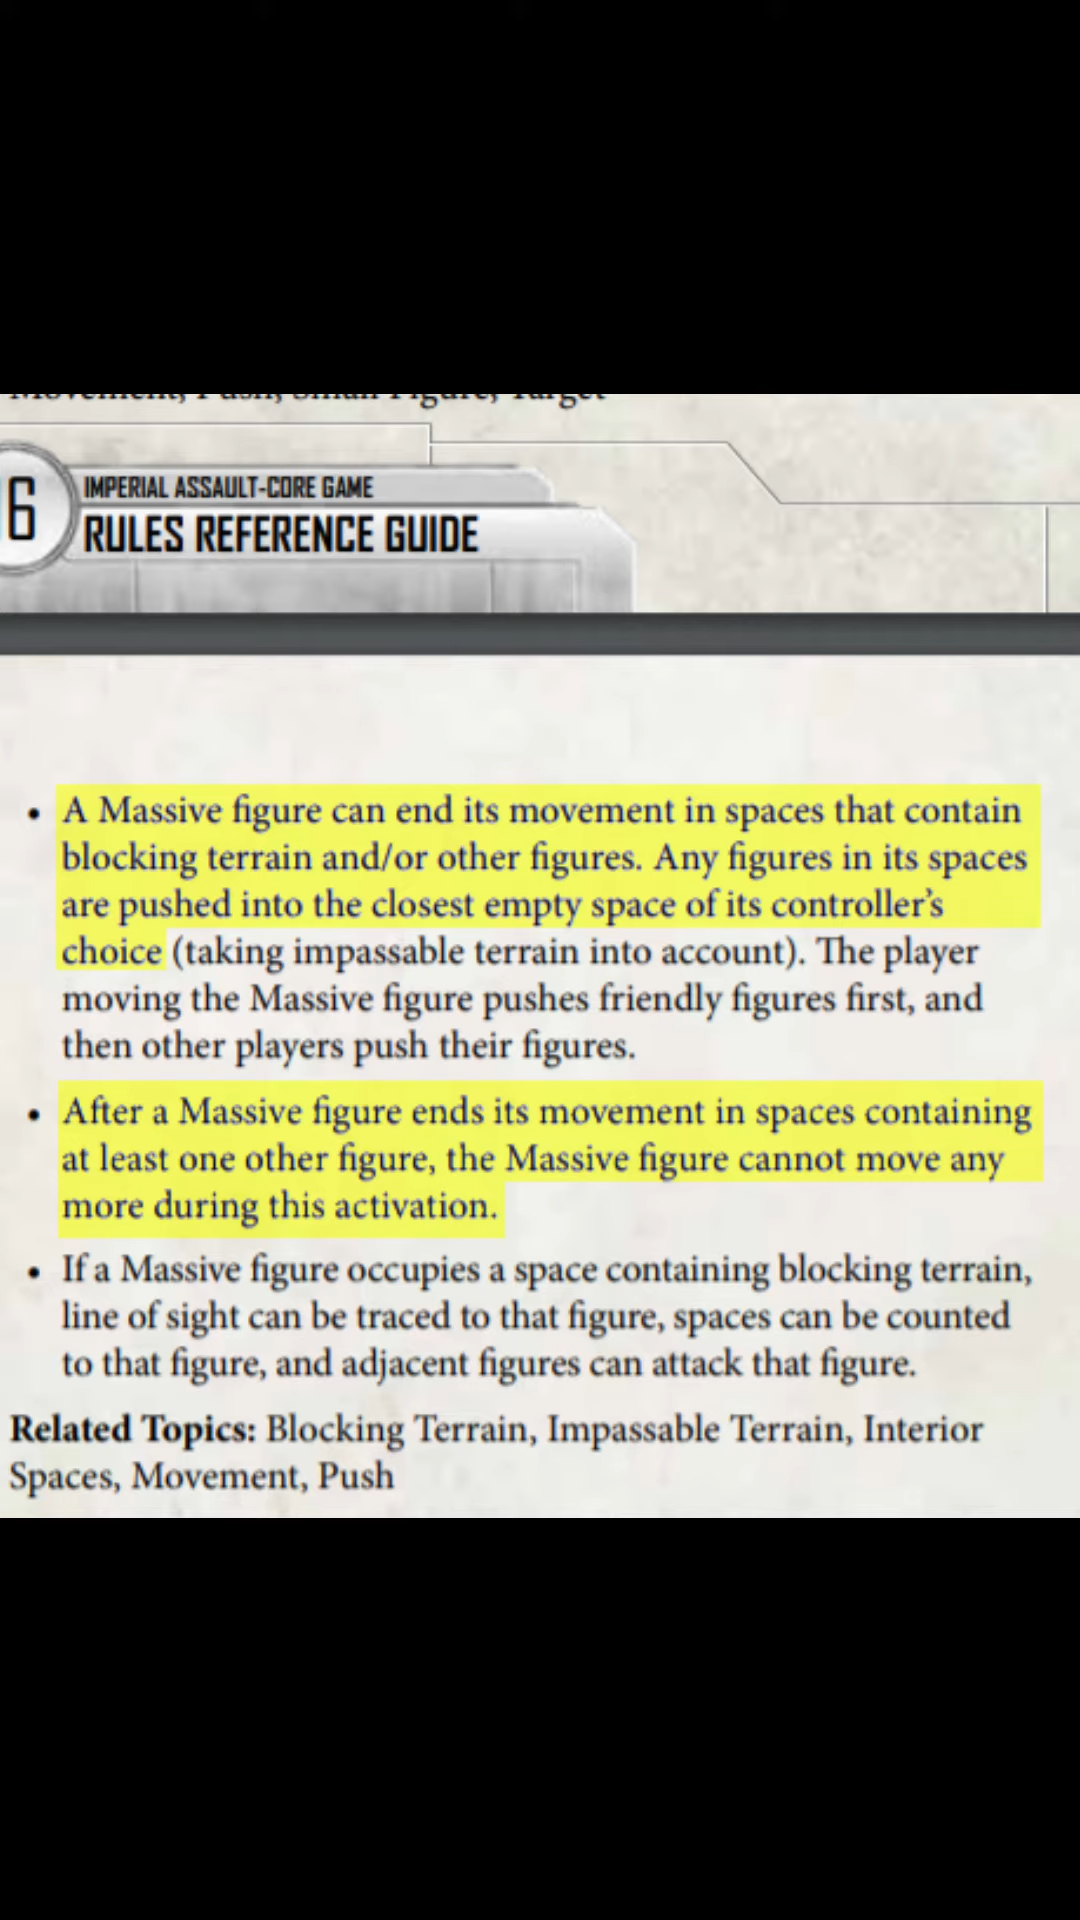 Movement, Push, Small Figure, Target
6
IMPERIAL ASSAULT-CORE GAME
RULES REFERENCE GUIDE
• A Massive figure can end its movement in spaces that contain
blocking terrain and/or other figures. Any figures in its spaces
are pushed into the closest empty space of its controller’s
choice (taking impassable terrain into account). The player
moving the Massive figure pushes friendly figures first, and
then other players push their figures.
• After a Massive figure ends its movement in spaces containing
at least one other figure, the Massive figure cannot move any
more during this activation.
• If a Massive figure occupies a space containing blocking terrain,
line of sight can be traced to that figure, spaces can be counted
to that figure, and adjacent figures can attack that figure.
Related Topics: Blocking Terrain, Impassable Terrain, Interior
Spaces, Movement, Push